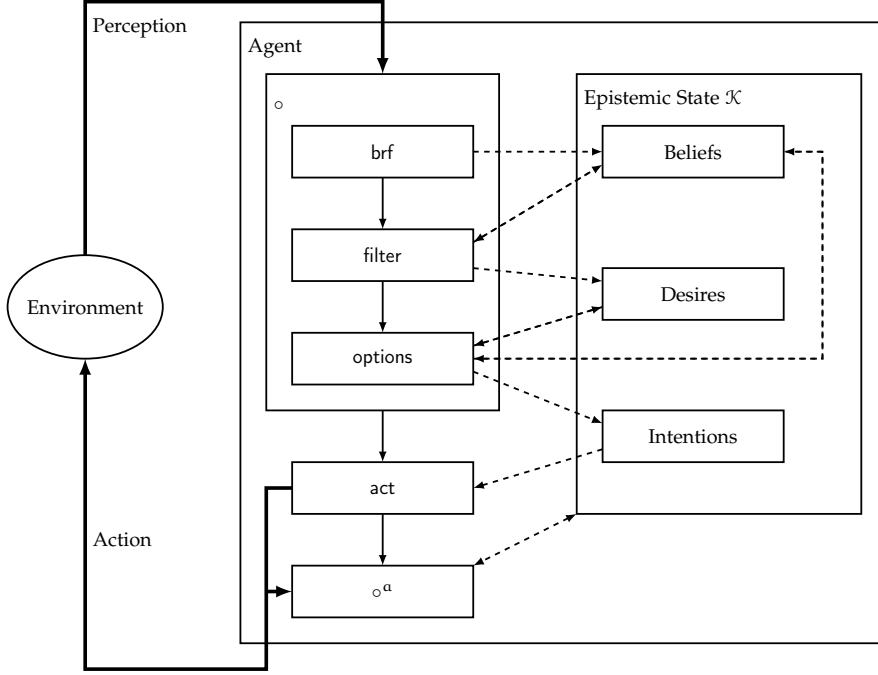 Perception
Agent
∘
Epistemic State 𝒦
brf
Beliefs
filter
Environment
Desires
options
Intentions
act
Action
∘ᵃ